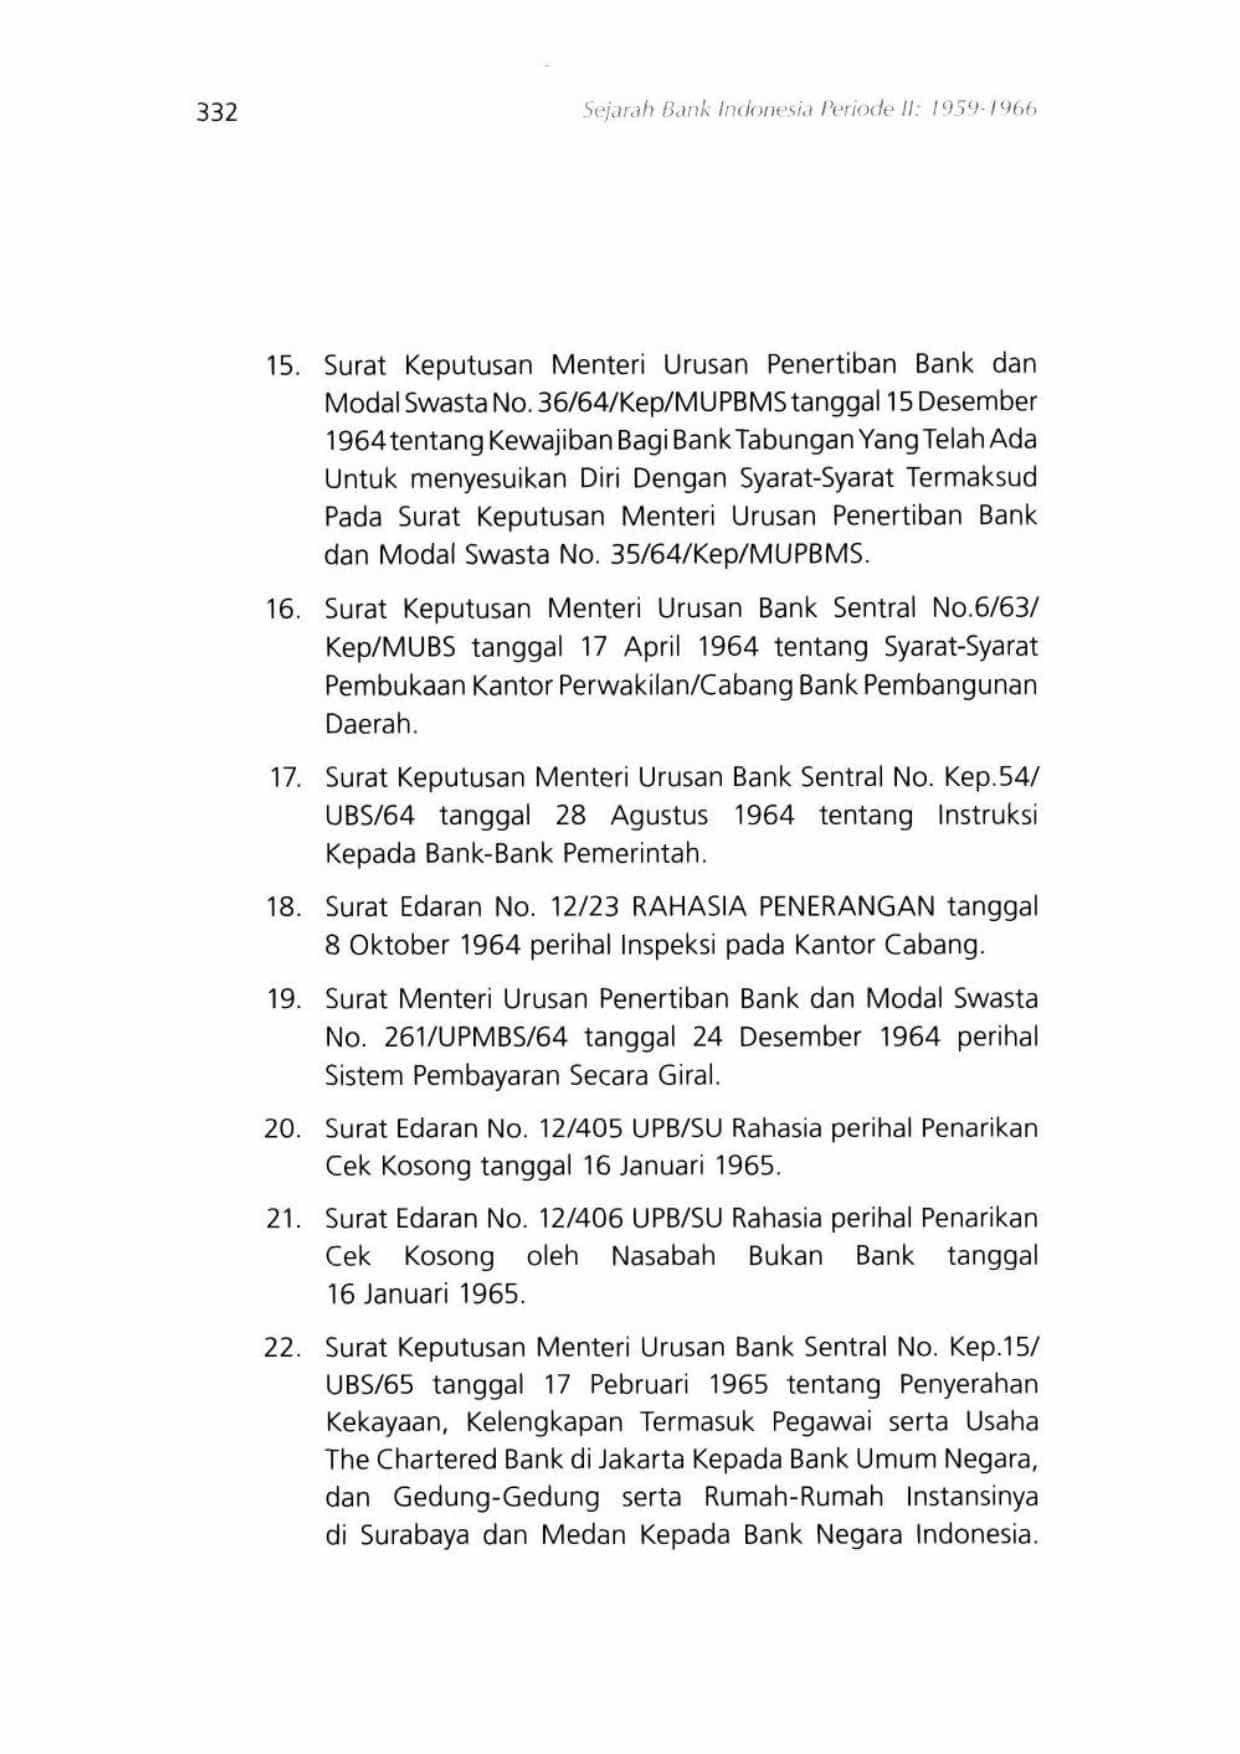 332
Sejarah Bank Indonesia Periode II: 1959-1966
15. Surat Keputusan Menteri Urusan Penertiban Bank dan
Modal Swasta No. 36/64/Kep/MUPBMS tanggal 15 Desember
1964 tentang Kewajiban Bagi Bank Tabungan Yang Telah Ada
Untuk menyesuikan Diri Dengan Syarat-Syarat Termaksud
Pada Surat Keputusan Menteri Urusan Penertiban Bank
dan Modal Swasta No. 35/64/Kep/MUPBMS.
16. Surat Keputusan Menteri Urusan Bank Sentral No.6/63/
Kep/MUBS tanggal 17 April 1964 tentang Syarat-Syarat
Pembukaan Kantor Perwakilan/Cabang Bank Pembangunan
Daerah.
17. Surat Keputusan Menteri Urusan Bank Sentral No. Kep.54/
UBS/64 tanggal 28 Agustus 1964 tentang Instruksi
Kepada Bank-Bank Pemerintah.
18. Surat Edaran No. 12/23 RAHASIA PENERANGAN tanggal
8 Oktober 1964 perihal Inspeksi pada Kantor Cabang.
19. Surat Menteri Urusan Penertiban Bank dan Modal Swasta
No. 261/UPMBS/64 tanggal 24 Desember 1964 perihal
Sistem Pembayaran Secara Giral.
20. Surat Edaran No. 12/405 UPB/SU Rahasia perihal Penarikan
Cek Kosong tanggal 16 Januari 1965.
21. Surat Edaran No. 12/406 UPB/SU Rahasia perihal Penarikan
Cek Kosong oleh Nasabah Bukan Bank tanggal
16 Januari 1965.
22. Surat Keputusan Menteri Urusan Bank Sentral No. Kep.15/
UBS/65 tanggal 17 Pebruari 1965 tentang Penyerahan
Kekayaan, Kelengkapan Termasuk Pegawai serta Usaha
The Chartered Bank di Jakarta Kepada Bank Umum Negara,
dan Gedung-Gedung serta Rumah-Rumah Instansinya
di Surabaya dan Medan Kepada Bank Negara Indonesia.